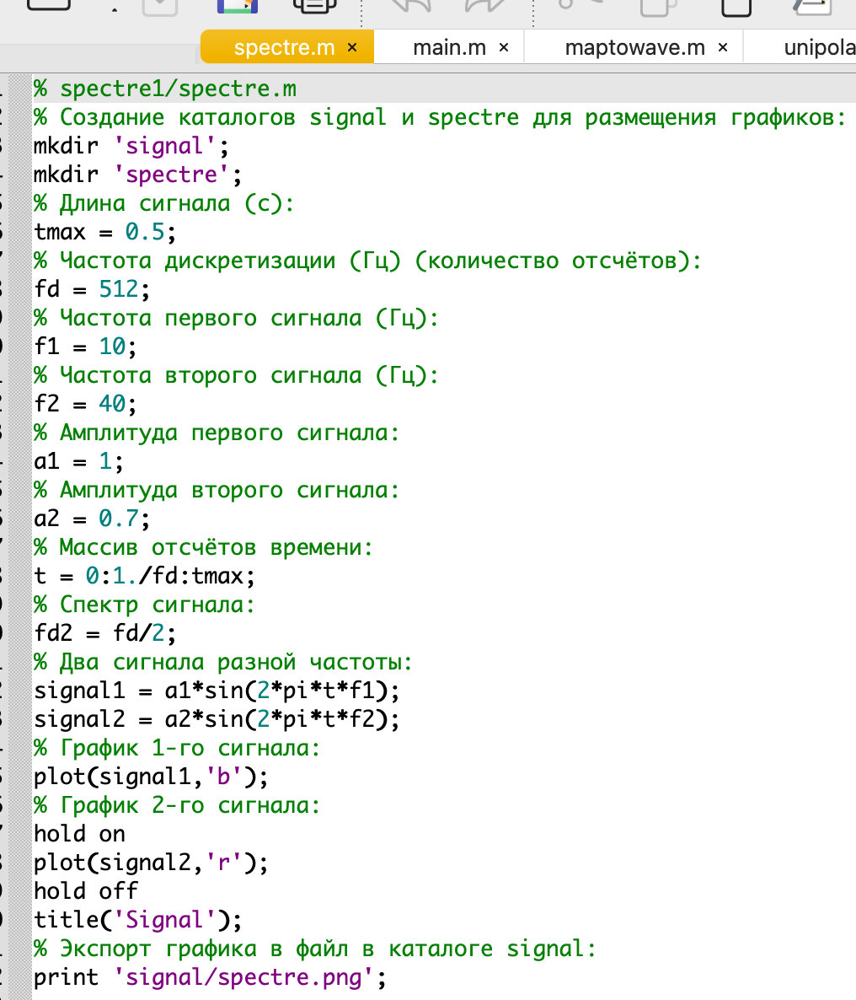 spectre.m × main.m × maptowave.m × unipola
% spectre1/spectre.m
% Создание каталогов signal и spectre для размещения графиков:
mkdir 'signal';
mkdir 'spectre';
% Длина сигнала (с):
tmax = 0.5;
% Частота дискретизации (Гц) (количество отсчётов):
fd = 512;
% Частота первого сигнала (Гц):
f1 = 10;
% Частота второго сигнала (Гц):
f2 = 40;
% Амплитуда первого сигнала:
a1 = 1;
% Амплитуда второго сигнала:
a2 = 0.7;
% Массив отсчётов времени:
t = 0:1./fd:tmax;
% Спектр сигнала:
fd2 = fd/2;
% Два сигнала разной частоты:
signal1 = a1*sin(2*pi*t*f1);
signal2 = a2*sin(2*pi*t*f2);
% График 1-го сигнала:
plot(signal1,'b');
% График 2-го сигнала:
hold on
plot(signal2,'r');
hold off
title('Signal');
% Экспорт графика в файл в каталоге signal:
print 'signal/spectre.png';